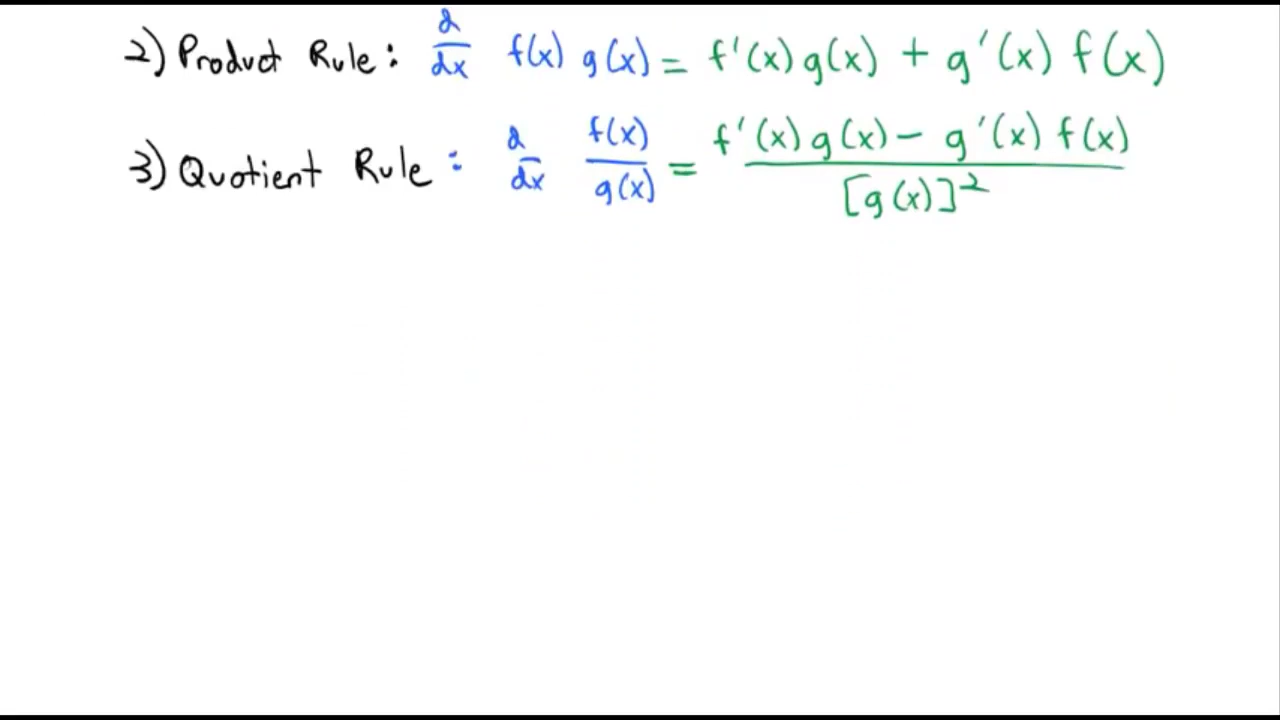 2) Product Rule: d/dx f(x) g(x) = f'(x) g(x) + g'(x) f(x)
3) Quotient Rule: d/dx f(x)/g(x) = f'(x) g(x) - g'(x) f(x) / [g(x)]²